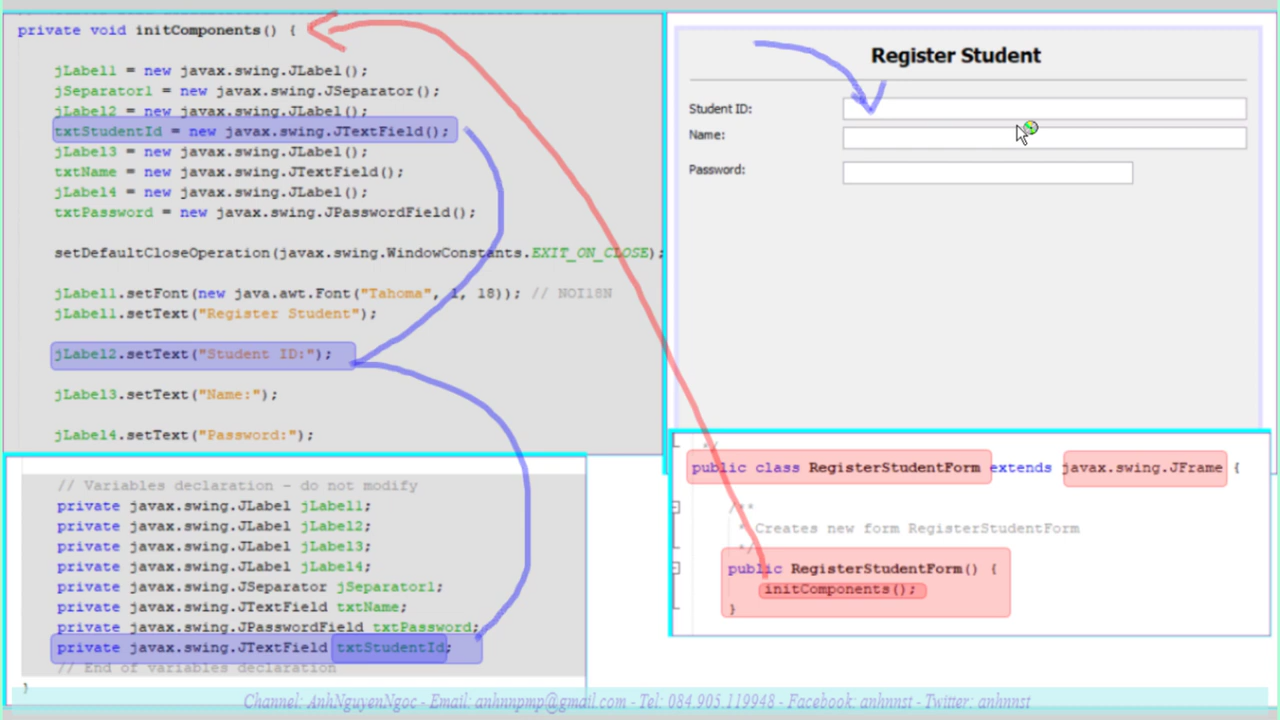 private void initComponents() {
jLabel1 = new javax.swing.JLabel();
jSeparator1 = new javax.swing.JSeparator();
jLabel2 = new javax.swing.JLabel();
txtStudentId = new javax.swing.JTextField();
jLabel3 = new javax.swing.JLabel();
txtName = new javax.swing.JTextField();
jLabel4 = new javax.swing.JLabel();
txtPassword = new javax.swing.JPasswordField();
setDefaultCloseOperation(javax.swing.WindowConstants.EXIT_ON_CLOSE);
jLabel1.setFont(new java.awt.Font("Tahoma", 1, 18)); // NOI18N
jLabel1.setText("Register Student");
jLabel2.setText("Student ID:");
jLabel3.setText("Name:");
jLabel4.setText("Password:");
// Variables declaration - do not modify
private javax.swing.JLabel jLabel1;
private javax.swing.JLabel jLabel2;
private javax.swing.JLabel jLabel3;
private javax.swing.JLabel jLabel4;
private javax.swing.JSeparator jSeparator1;
private javax.swing.JTextField txtName;
private javax.swing.JPasswordField txtPassword;
private javax.swing.JTextField txtStudentId;
// End of variables declaration
}
Register Student
Student ID:
Name:
Password:
*/
public class RegisterStudentForm extends javax.swing.JFrame {
/**
* Creates new form RegisterStudentForm
*/
public RegisterStudentForm() {
initComponents();
}
Channel: AnhNguyenNgoc - Email: anhnnpmp@gmail.com - Tel: 084.905.119948 - Facebook: anhnnst - Twitter: anhnnst